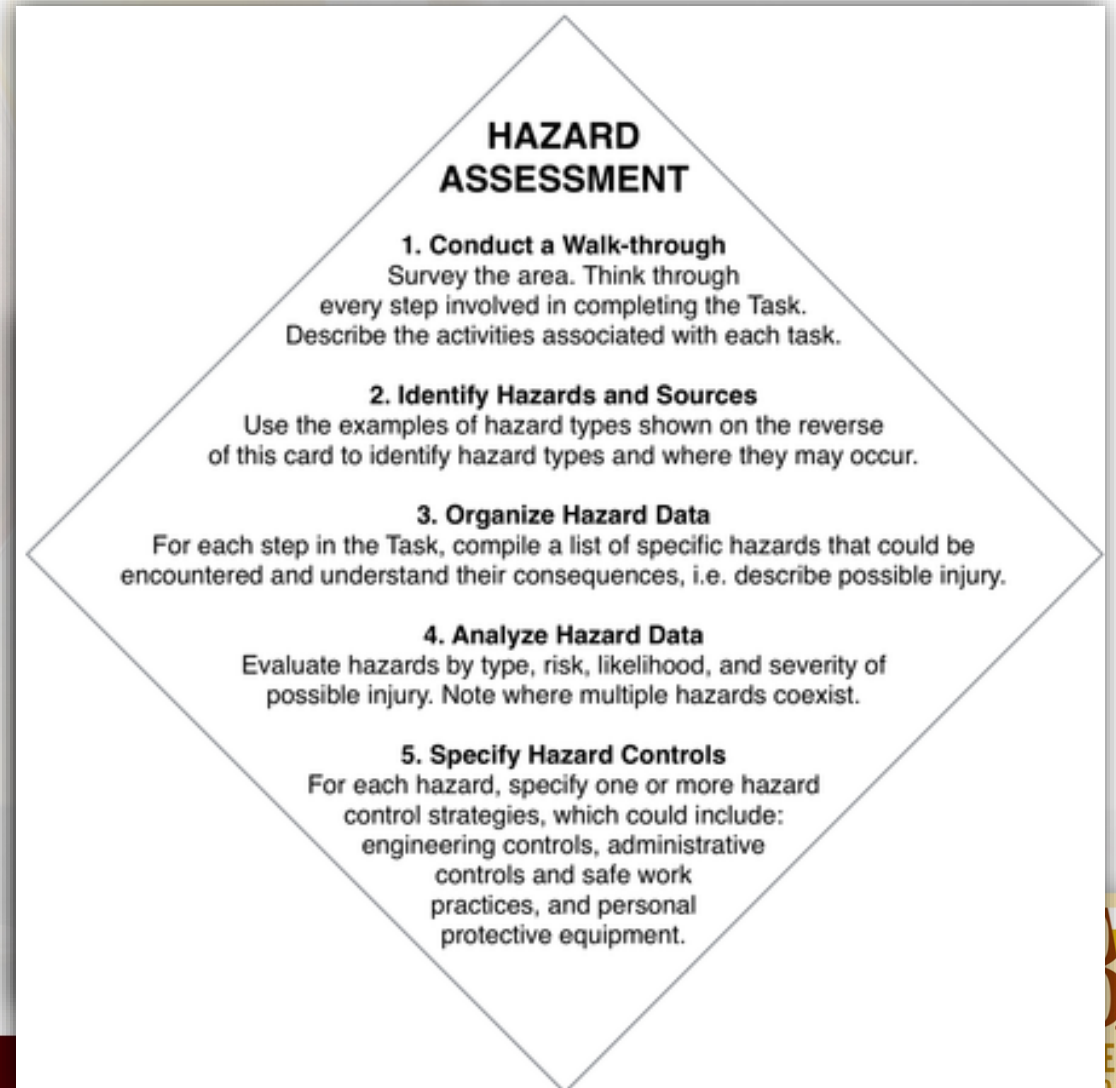 HAZARD
ASSESSMENT
1. Conduct a Walk-through
Survey the area. Think through
every step involved in completing the Task.
Describe the activities associated with each task.
2. Identify Hazards and Sources
Use the examples of hazard types shown on the reverse
of this card to identify hazard types and where they may occur.
3. Organize Hazard Data
For each step in the Task, compile a list of specific hazards that could be
encountered and understand their consequences, i.e. describe possible injury.
4. Analyze Hazard Data
Evaluate hazards by type, risk, likelihood, and severity of
possible injury. Note where multiple hazards coexist.
5. Specify Hazard Controls
For each hazard, specify one or more hazard
control strategies, which could include:
engineering controls, administrative
controls and safe work
practices, and personal
protective equipment.